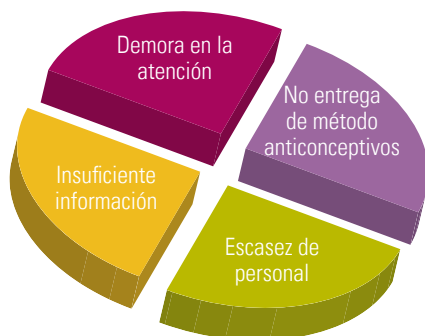 Demora en la
atención
No entrega
de método
anticonceptivos
Insuficiente
información
Escasez de
personal